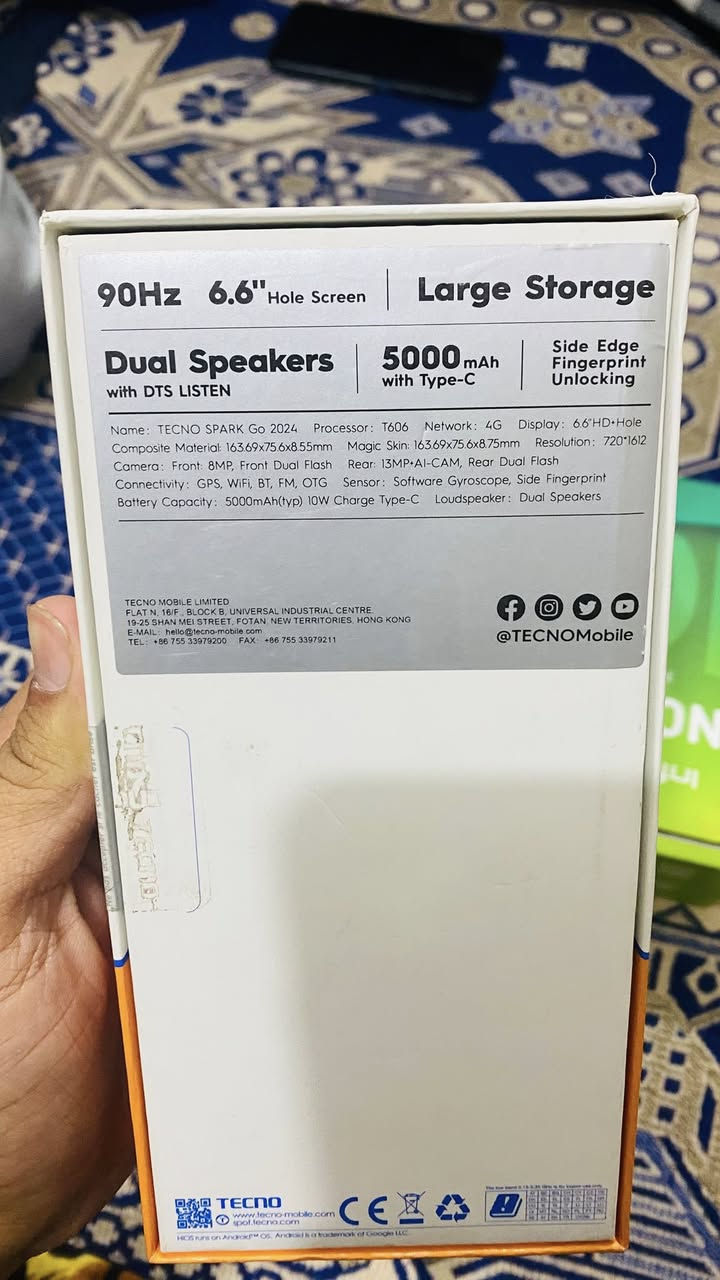 90Hz 6.6" Hole Screen Large Storage
Dual Speakers with DTS LISTEN
5000mAh with Type-C
Side Edge
Fingerprint
Unlocking
Name: TECNO SPARK Go 2024 Processor: T606 Network: 4G Display: 6.6"HD+Hole
Composite Material: 163.69x75.6x8.55mm Magic Skin: 163.69x75.6x8.75mm Resolution: 720*1612
Camera: Front: 8MP, Front Dual Flash Rear: 13MP+AI-CAM, Rear Dual Flash
Connectivity: GPS, WiFi, BT, FM, OTG Sensor: Software Gyroscope, Side Fingerprint
Battery Capacity: 5000mAh(typ) 10W Charge Type-C Loudspeaker: Dual Speakers
TECNO MOBILE LIMITED
FLAT N, 16/F., BLOCK B, UNIVERSAL INDUSTRIAL CENTRE,
19-25 SHAN MEI STREET, FOTAN, NEW TERRITORIES, HONG KONG
E-MAIL: hello@tecno-mobile.com
TEL: +86 755 33979200 FAX: +86 755 33979211
@TECNOMobile
TECNO
www.tecno-mobile.com
spot.tecno.com
CE
HiOS runs on Android™ OS. Android is a trademark of Google LLC.
ON